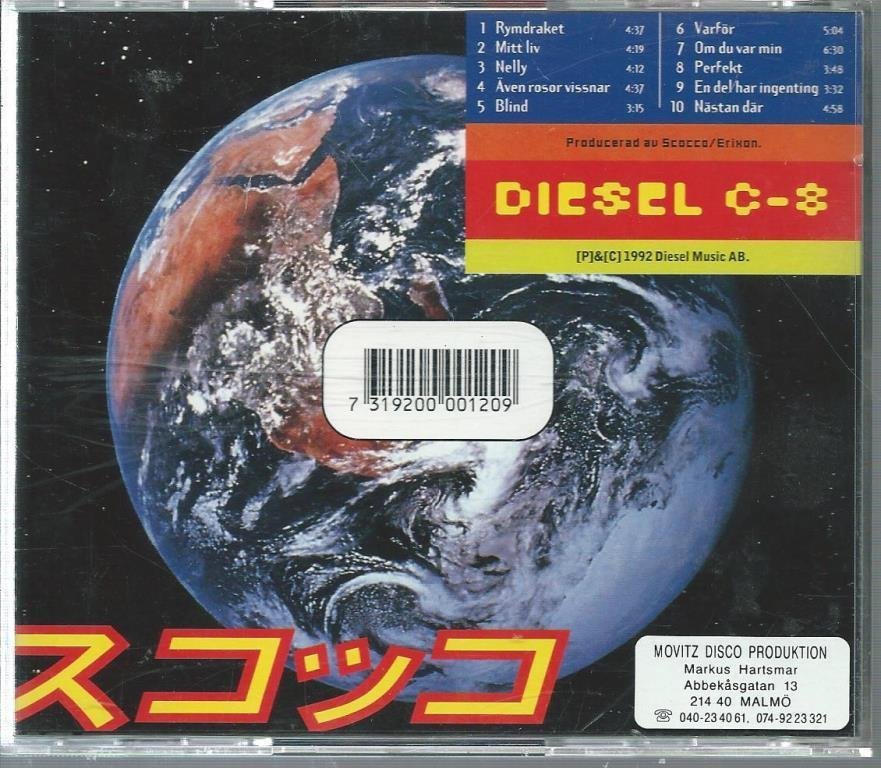 1 Rymdraket 4:37
2 Mitt liv 4:19
3 Nelly 4:12
4 Även rosor vissnar 4:37
5 Blind 3:15
6 Varför 5:04
7 Om du var min 6:30
8 Perfekt 3:48
9 En del har ingenting 3:32
10 Nästan där 4:58
Producerad av Scocco/Erixon.
DIESEL C-8
[P]&[C] 1992 Diesel Music AB.
7 319200 001209
スコッコ
MOVITZ DISCO PRODUKTION
Markus Hartsmar
Abbekåsgatan 13
214 40 MALMÖ
☏ 040-23 40 61, 074-92 23 321